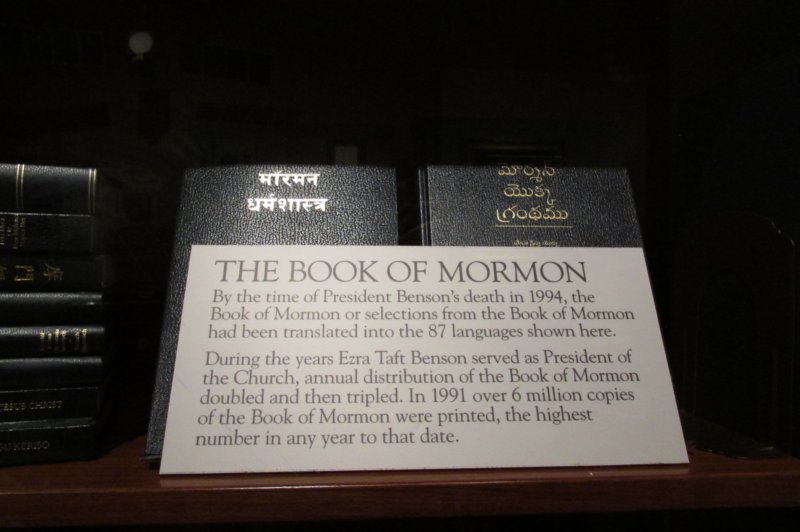 मॉरमन
धर्मशास्त्र
మోర్మన్
యొక్క
గ్రంథము
THE BOOK OF MORMON
By the time of President Benson's death in 1994, the
Book of Mormon or selections from the Book of Mormon
had been translated into the 87 languages shown here.
During the years Ezra Taft Benson served as President of
the Church, annual distribution of the Book of Mormon
doubled and then tripled. In 1991 over 6 million copies
of the Book of Mormon were printed, the highest
number in any year to that date.
JESUS CHRIST